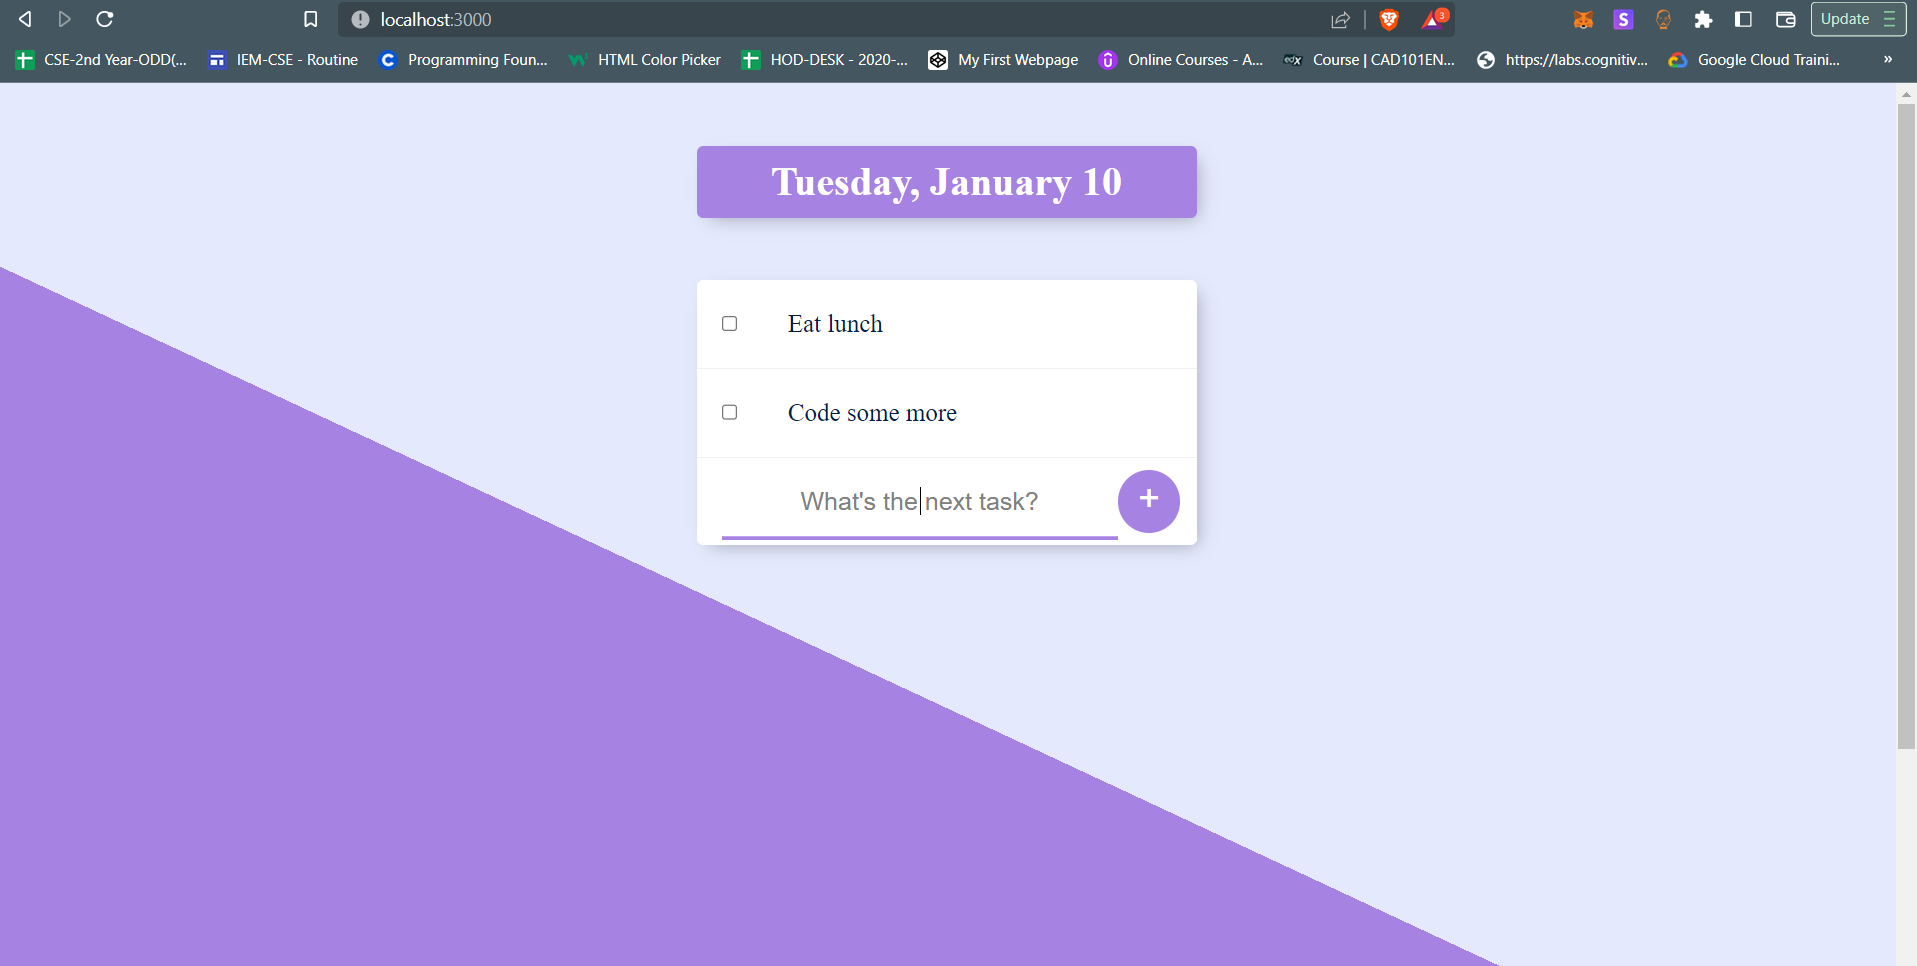 localhost:3000
3
Update
CSE-2nd Year-ODD(... IEM-CSE - Routine C Programming Foun... W HTML Color Picker HOD-DESK - 2020-... My First Webpage Online Courses - A... edX Course | CAD101EN... https://labs.cognitiv... Google Cloud Traini... »
Tuesday, January 10
Eat lunch
Code some more
What's the next task? +